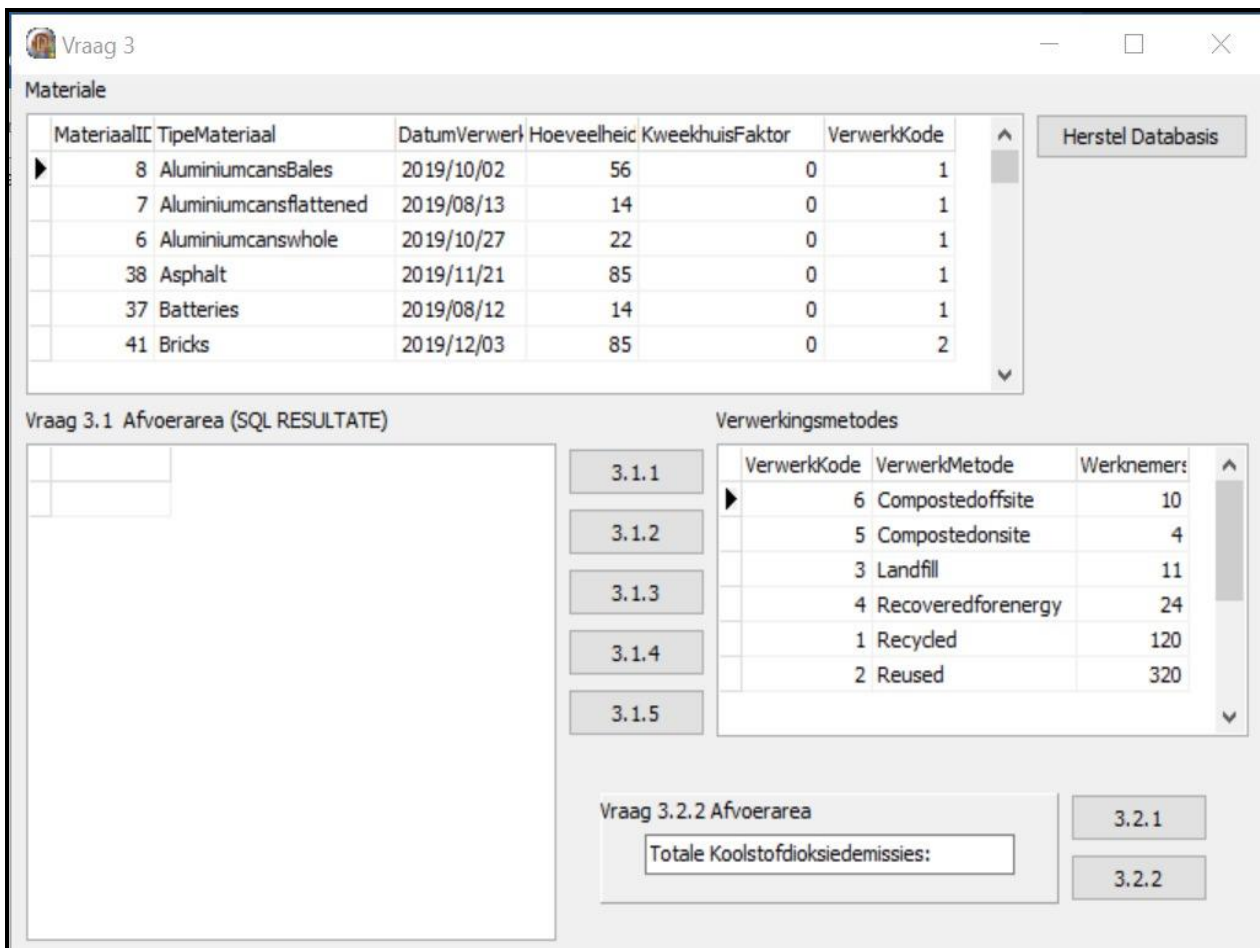 Vraag 3
Materiale
MateriaalID TipeMateriaal DatumVerwerk Hoeveelheid KweekhuisFaktor VerwerkKode
8 AluminiumcansBales 2019/10/02 56 0 1
7 Aluminiumcansflattened 2019/08/13 14 0 1
6 Aluminiumcanswhole 2019/10/27 22 0 1
38 Asphalt 2019/11/21 85 0 1
37 Batteries 2019/08/12 14 0 1
41 Bricks 2019/12/03 85 0 2
Herstel Databasis
Vraag 3.1 Afvoerarea (SQL RESULTATE)
3.1.1
3.1.2
3.1.3
3.1.4
3.1.5
Verwerkingsmetodes
VerwerkKode VerwerkMetode Werknemers
6 Compostedoffsite 10
5 Compostedonsite 4
3 Landfill 11
4 Recoveredforenergy 24
1 Recycled 120
2 Reused 320
Vraag 3.2.2 Afvoerarea
Totale Koolstofdioksiedemissies:
3.2.1
3.2.2